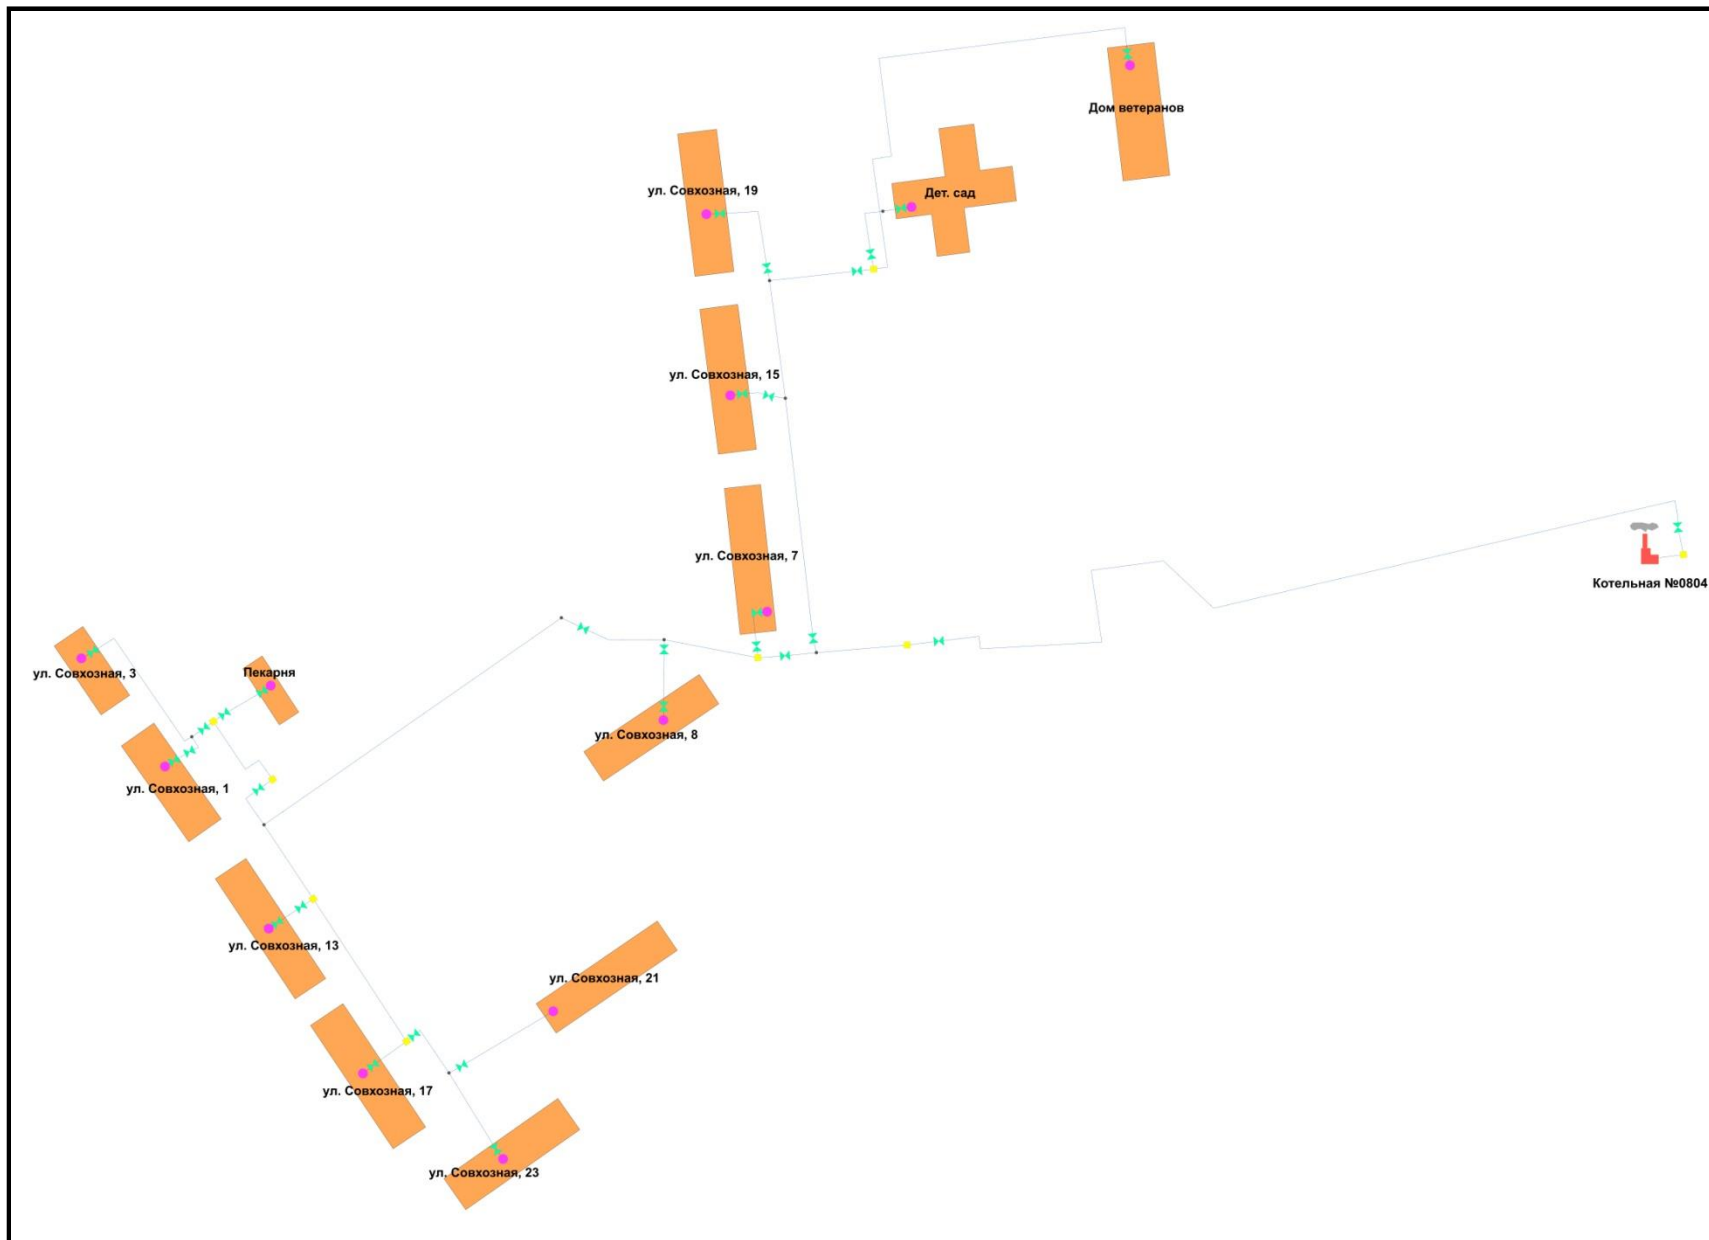 Дом ветеранов
ул. Совхозная, 19
Дет. сад
ул. Совхозная, 15
ул. Совхозная, 7
Котельная №0804
ул. Совхозная, 3
Пекарня
ул. Совхозная, 8
ул. Совхозная, 1
ул. Совхозная, 13
ул. Совхозная, 21
ул. Совхозная, 17
ул. Совхозная, 23